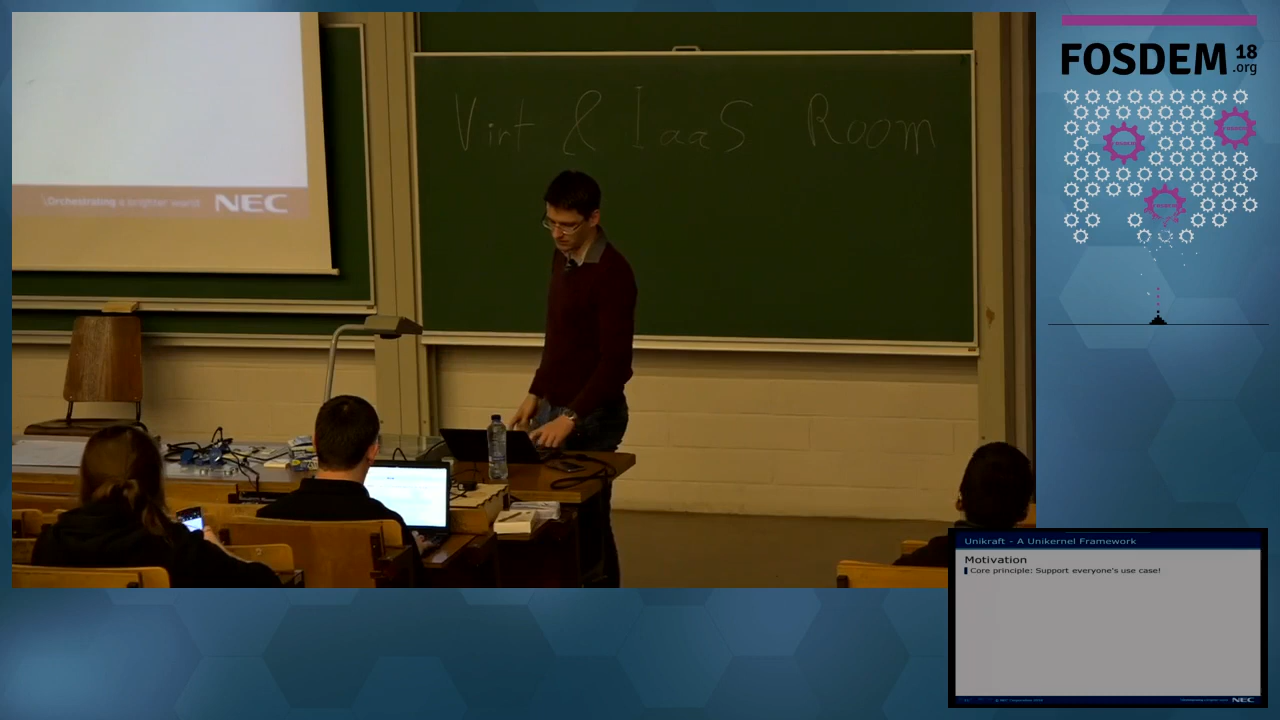 FOSDEM 18
.org
Virt & IaaS Room
\Orchestrating a brighter world NEC
Unikraft - A Unikernel Framework
Motivation
Core principle: Support everyone's use case!
NEC